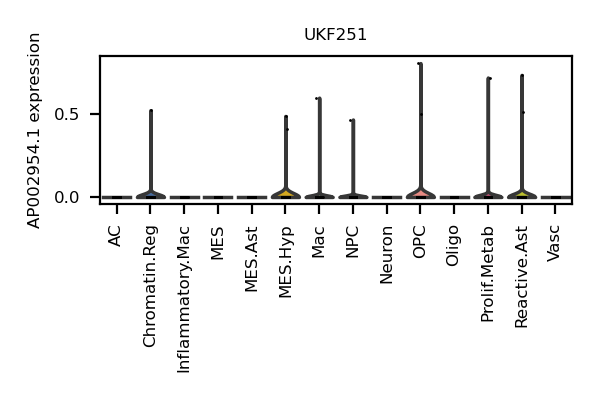 UKF251
AP002954.1 expression
0.5
0.0
AC
Chromatin.Reg
Inflammatory.Mac
MES
MES.Ast
MES.Hyp
Mac
NPC
Neuron
OPC
Oligo
Prolif.Metab
Reactive.Ast
Vasc